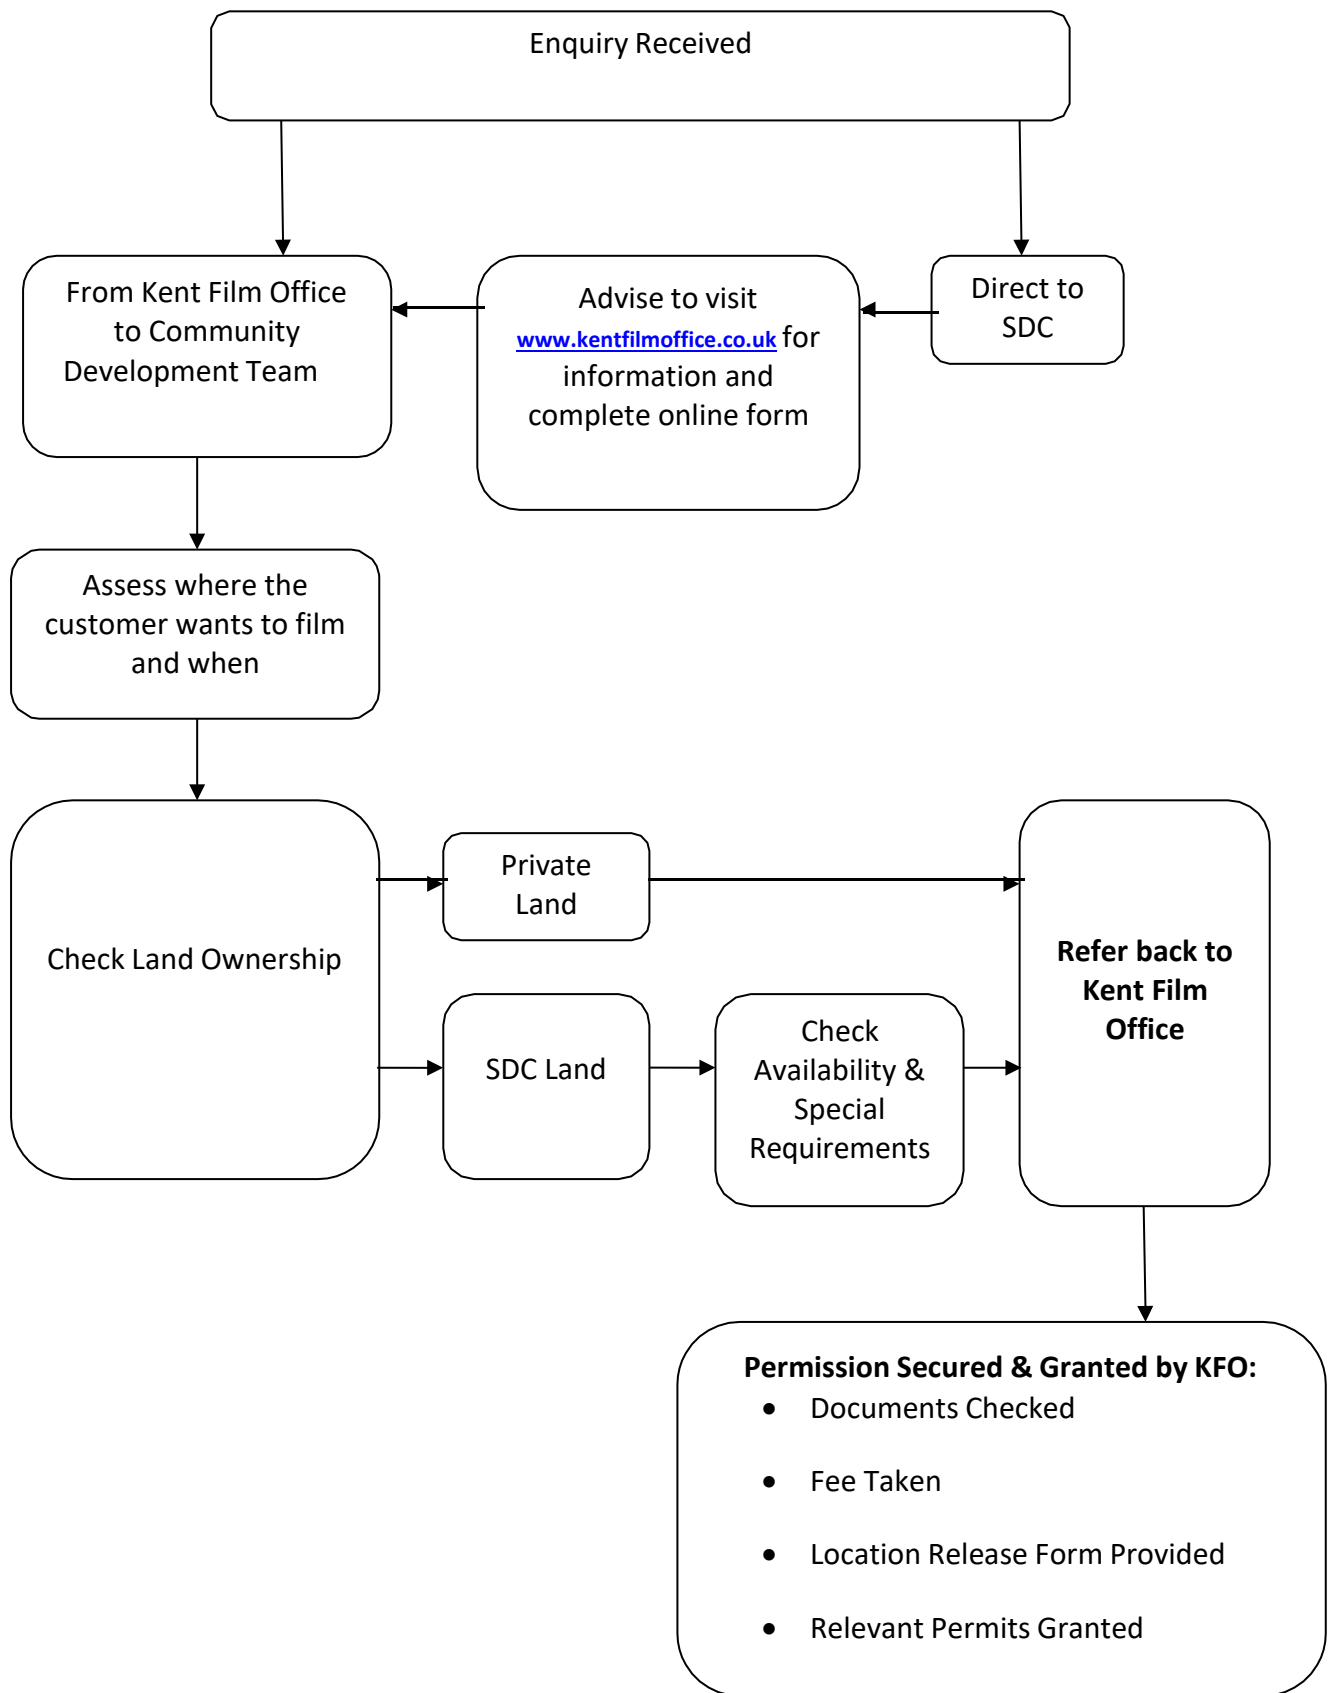 Enquiry Received
From Kent Film Office
to Community
Development Team
Advise to visit
www.kentfilmoffice.co.uk for
information and
complete online form
Direct to
SDC
Assess where the
customer wants to film
and when
Check Land Ownership
Private
Land
SDC Land
Check
Availability &
Special
Requirements
Refer back to
Kent Film
Office
Permission Secured & Granted by KFO:
• Documents Checked
• Fee Taken
• Location Release Form Provided
• Relevant Permits Granted